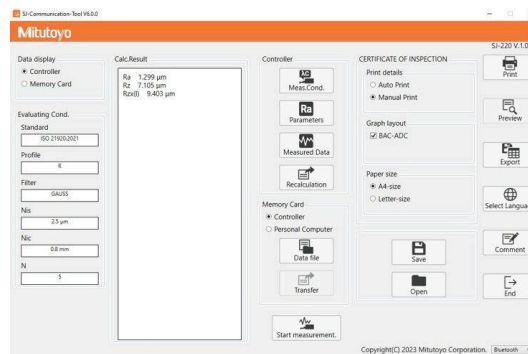 SJ-Communication-Tool V6.0.0
Mitutoyo
SJ-220 V.1.0
Data display
Controller
Memory Card
Evaluating Cond.
Standard
ISO 21920:2021
Profile
R
Filter
GAUSS
Nis
2.5 μm
Nic
0.8 mm
N
5
Calc.Result
Ra 1.299 μm
Rz 7.105 μm
Rzx(l) 9.403 μm
Controller
Meas.Cond.
Ra
Parameters
Measured Data
Recalculation
Memory Card
Controller
Personal Computer
Data file
Transfer
Start measurement.
CERTIFICATE OF INSPECTION
Print details
Auto Print
Manual Print
Graph layout
BAC-ADC
Paper size
A4-size
Letter-size
Save
Open
Print
Preview
Export
Select Langua
Comment
End
Copyright(C) 2023 Mitutoyo Corporation.
Bluetooth